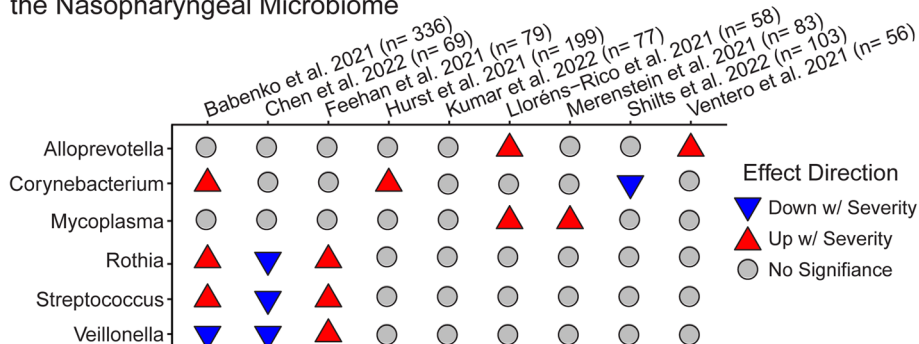 the Nasopharyngeal Microbiome
Babenko et al. 2021 (n= 336)
Chen et al. 2022 (n= 69)
Feehan et al. 2021 (n= 79)
Hurst et al. 2021 (n= 199)
Kumar et al. 2022 (n= 77)
Lloréns–Rico et al. 2021 (n= 58)
Merenstein et al. 2021 (n= 83)
Shilts et al. 2022 (n= 103)
Ventero et al. 2021 (n= 56)
Alloprevotella
Corynebacterium
Mycoplasma
Rothia
Streptococcus
Veillonella
Effect Direction
Down w/ Severity
Up w/ Severity
No Signifiance